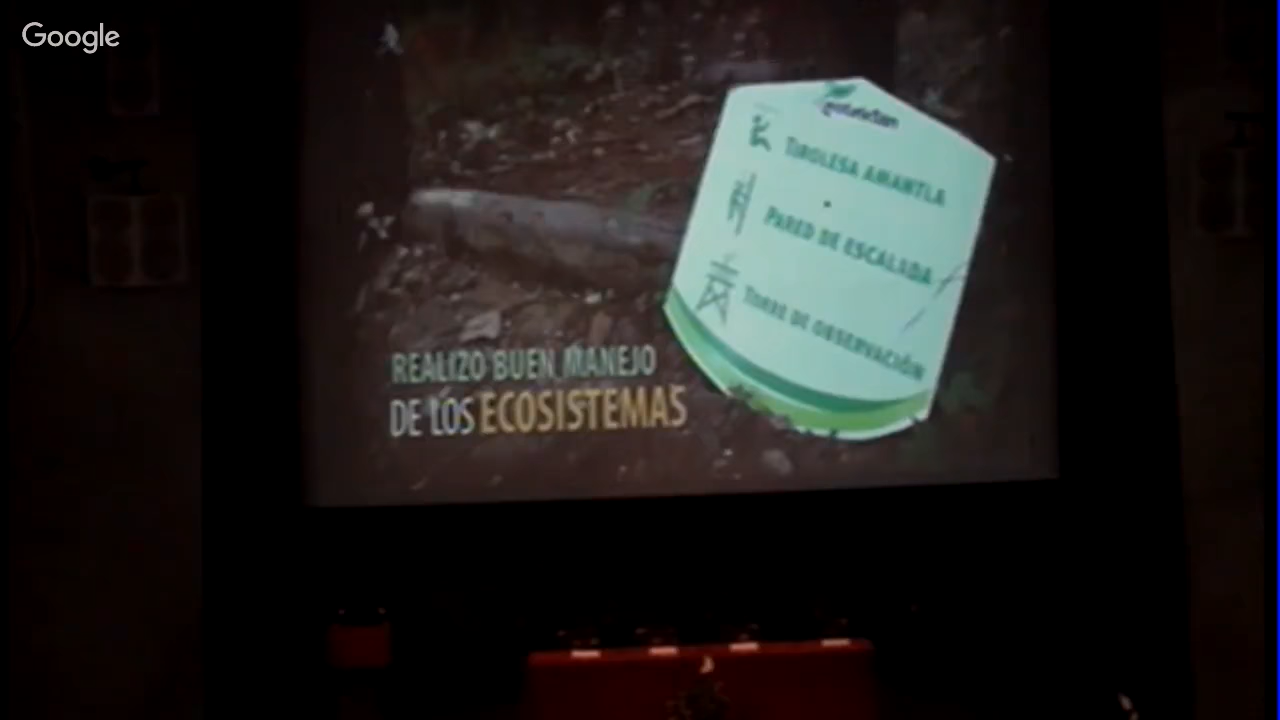 Google
TIROLESA AMANTLA
PARED DE ESCALADA
TORRE DE OBSERVACIÓN
REALIZO BUEN MANEJO
DE LOS ECOSISTEMAS